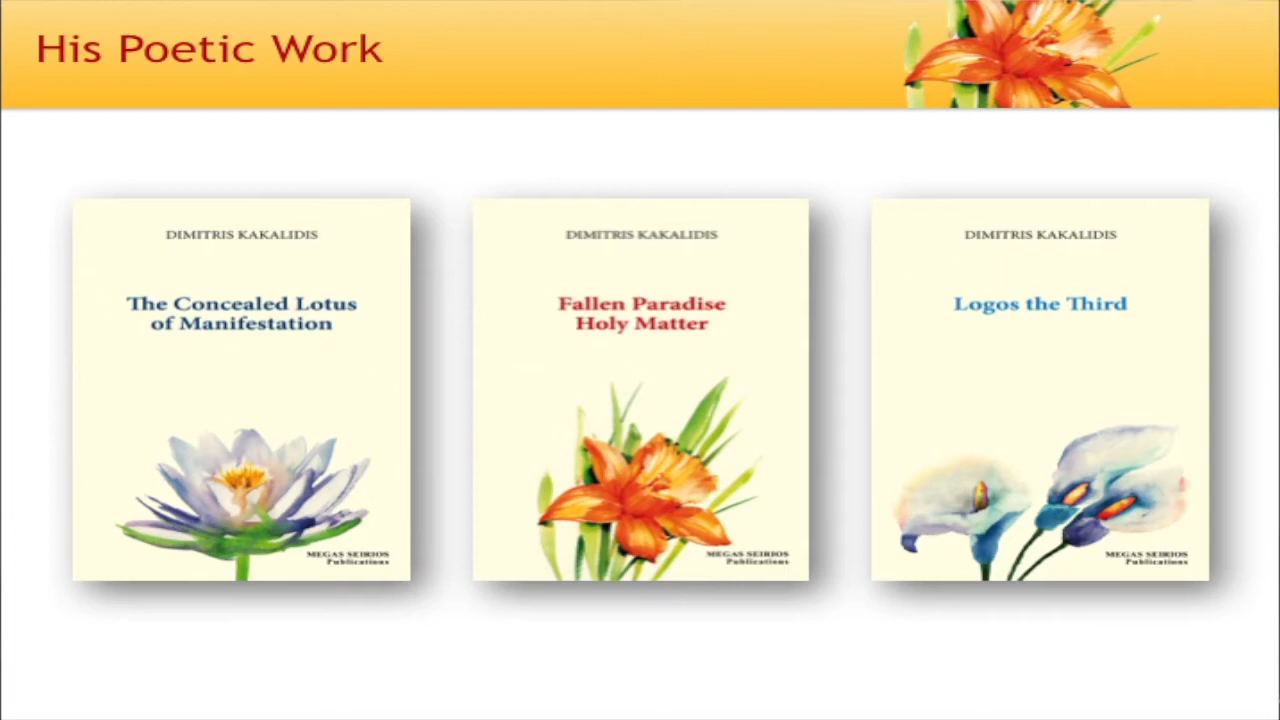 His Poetic Work
DIMITRIS KAKALIDIS
The Concealed Lotus
of Manifestation
MEGAS SEIRIOS
Publications
DIMITRIS KAKALIDIS
Fallen Paradise
Holy Matter
MEGAS SEIRIOS
Publications
DIMITRIS KAKALIDIS
Logos the Third
MEGAS SEIRIOS
Publications